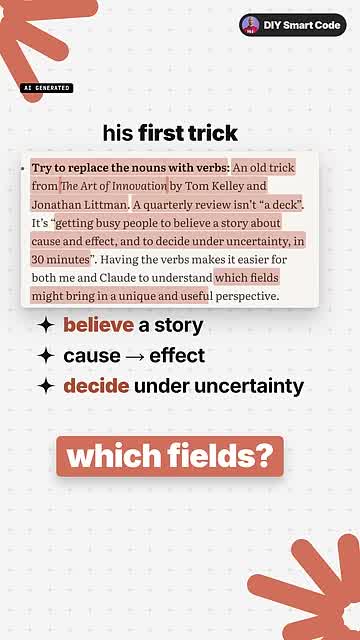 DIY Smart Code
AI GENERATED
his first trick
• Try to replace the nouns with verbs: An old trick
from The Art of Innovation by Tom Kelley and
Jonathan Littman. A quarterly review isn't “a deck”.
It's “getting busy people to believe a story about
cause and effect, and to decide under uncertainty, in
30 minutes”. Having the verbs makes it easier for
both me and Claude to understand which fields
might bring in a unique and useful perspective.
✦ believe a story
✦ cause → effect
✦ decide under uncertainty
which fields?